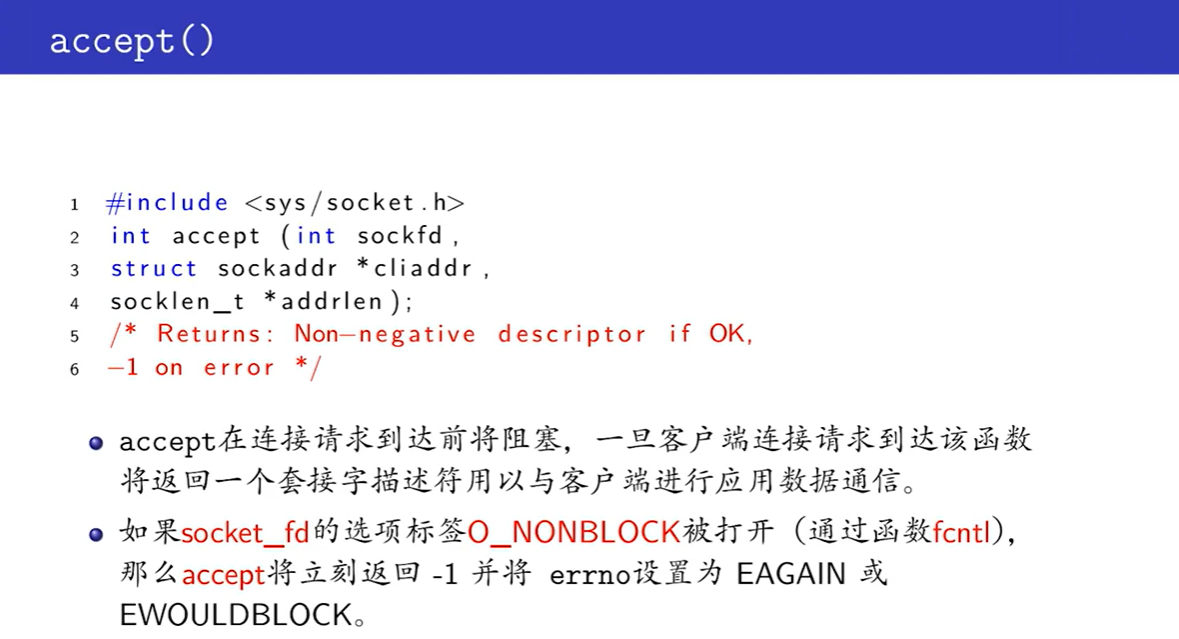 accept()
1 #include <sys/socket.h>
2 int accept (int sockfd,
3 struct sockaddr *cliaddr,
4 socklen_t *addrlen);
5 /* Returns: Non-negative descriptor if OK,
6 -1 on error */
accept在连接请求到达前将阻塞，一旦客户端连接请求到达该函数
将返回一个套接字描述符用以与客户端进行应用数据通信。
如果socket_fd的选项标签O_NONBLOCK被打开（通过函数fcntl），
那么accept将立刻返回 -1 并将 errno设置为 EAGAIN 或
EWOULDBLOCK。